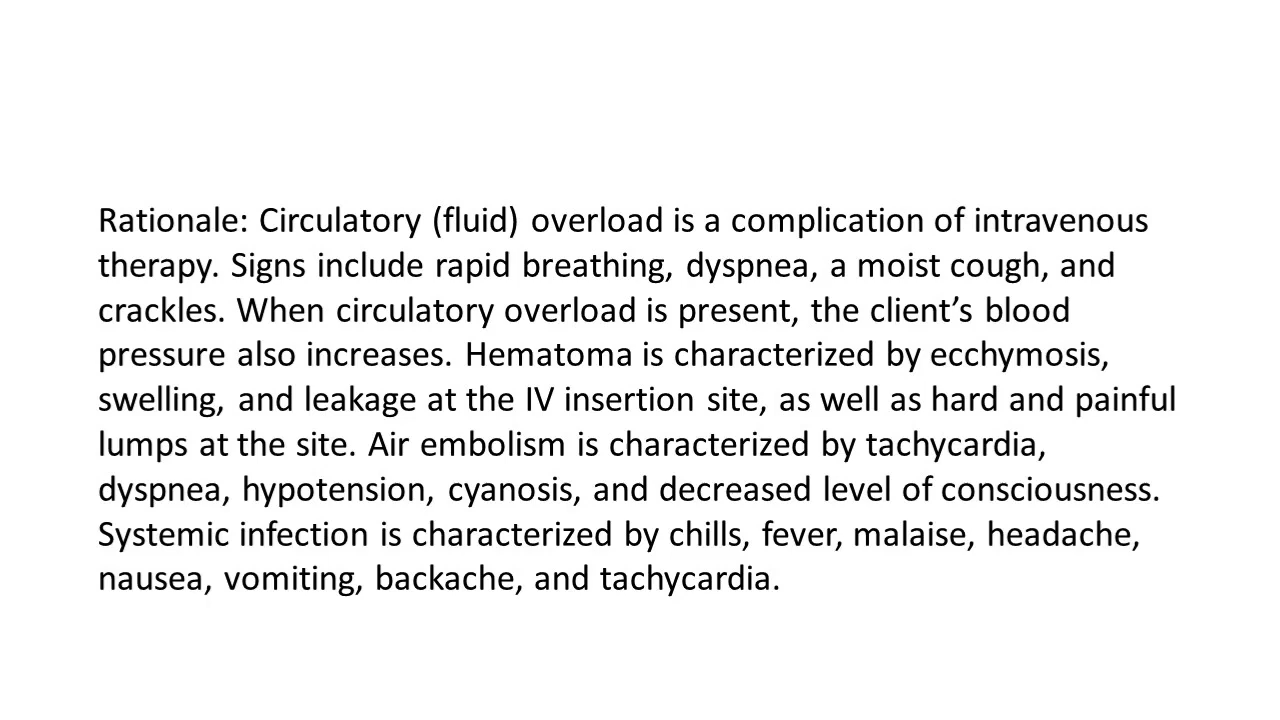 Rationale: Circulatory (fluid) overload is a complication of intravenous
therapy. Signs include rapid breathing, dyspnea, a moist cough, and
crackles. When circulatory overload is present, the client’s blood
pressure also increases. Hematoma is characterized by ecchymosis,
swelling, and leakage at the IV insertion site, as well as hard and painful
lumps at the site. Air embolism is characterized by tachycardia,
dyspnea, hypotension, cyanosis, and decreased level of consciousness.
Systemic infection is characterized by chills, fever, malaise, headache,
nausea, vomiting, backache, and tachycardia.